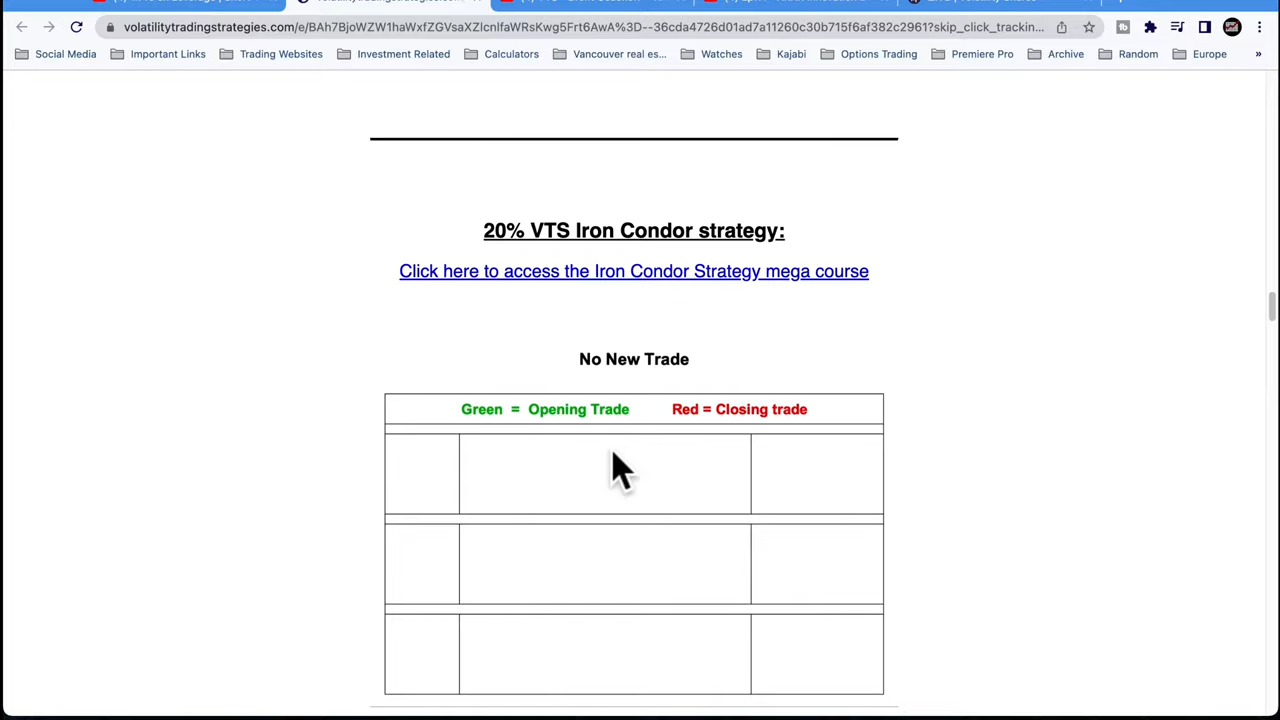 volatilitytradingstrategies.com/e/BAh7BjoWZW1haWxfZGVsaXZlcnlfaWRsKwg5Frt6AwA%3D--36cda4726d01ad7a11260c30b715f6af382c2961?skip_click_trackin...
Social Media Important Links Trading Websites Investment Related Calculators Vancouver real es... Watches Kajabi Options Trading Premiere Pro Archive Random Europe »
20% VTS Iron Condor strategy:
Click here to access the Iron Condor Strategy mega course
No New Trade
Green = Opening Trade Red = Closing trade